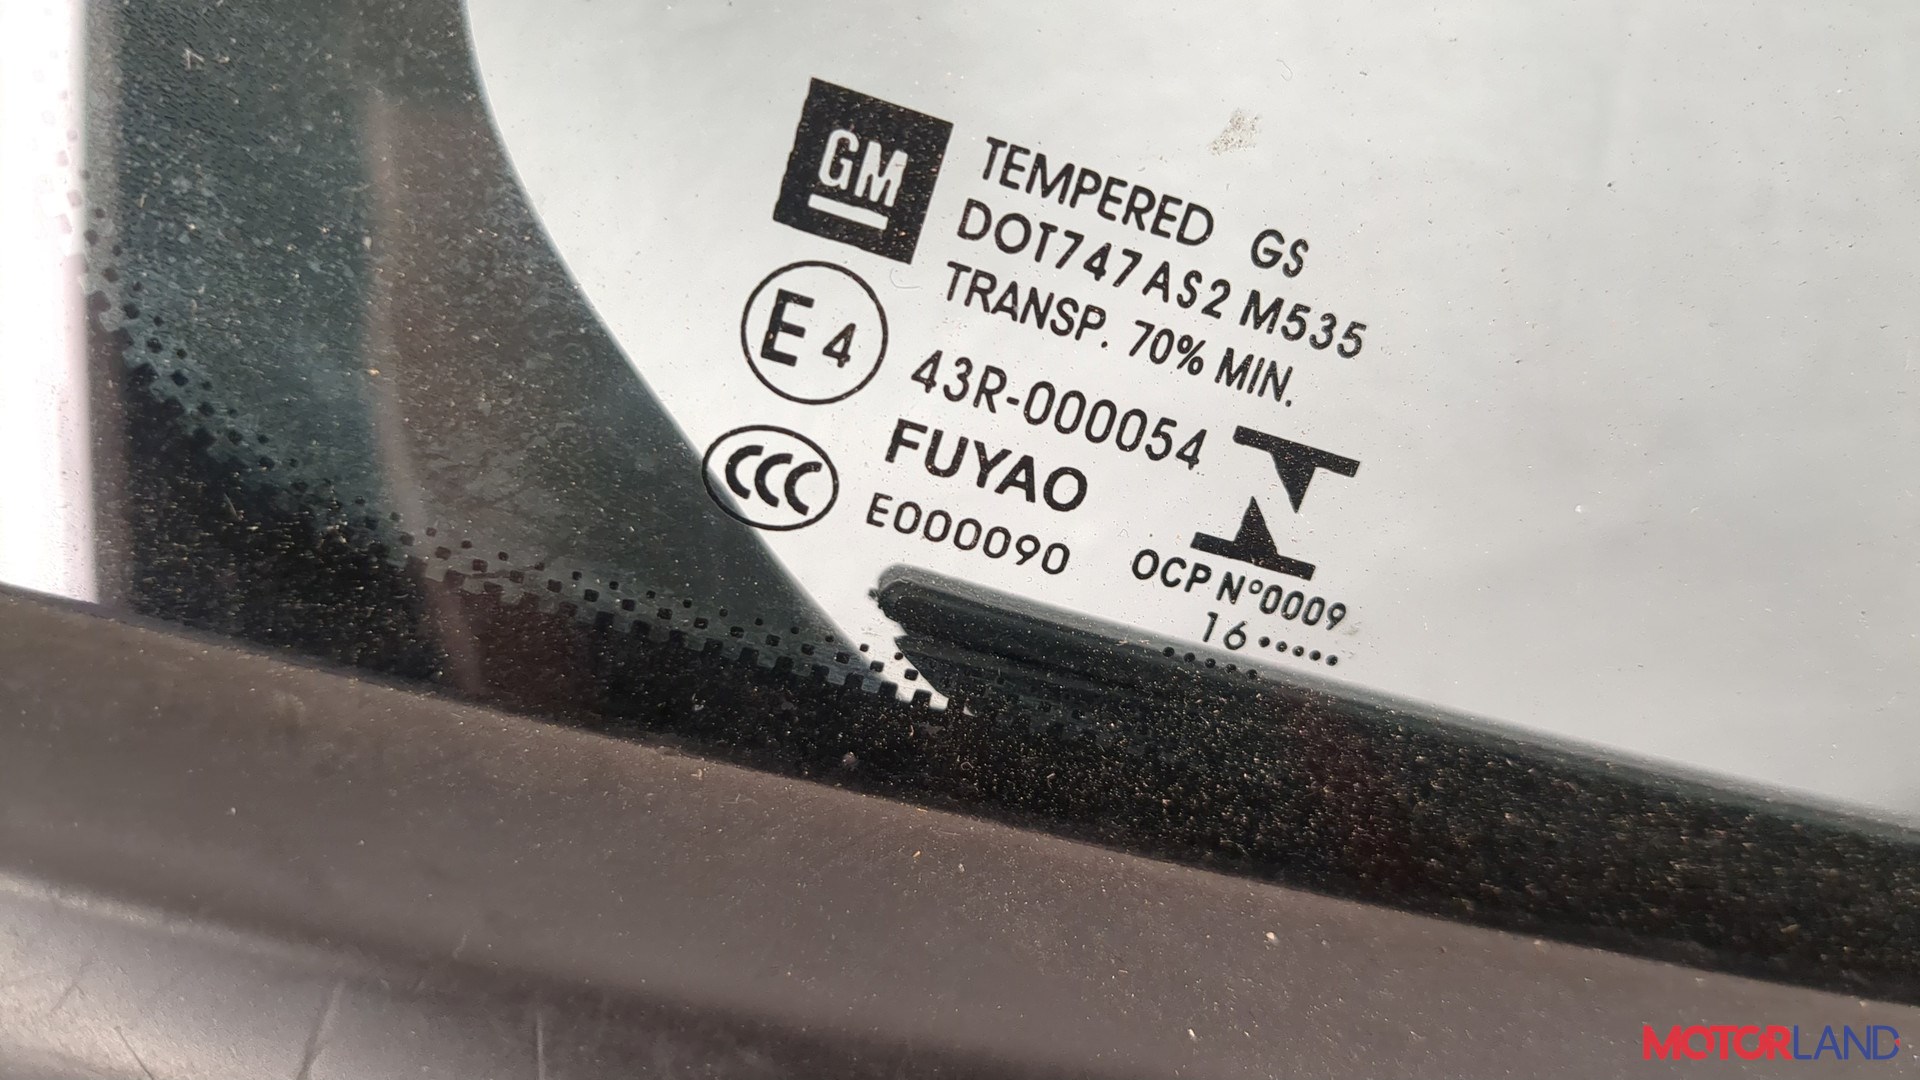 GM
TEMPERED GS
DOT747 AS2 M535
TRANSP. 70% MIN.
E4
43R-000054
CCC
FUYAO
E000090
OCP N°0009
16
MOTORLAND